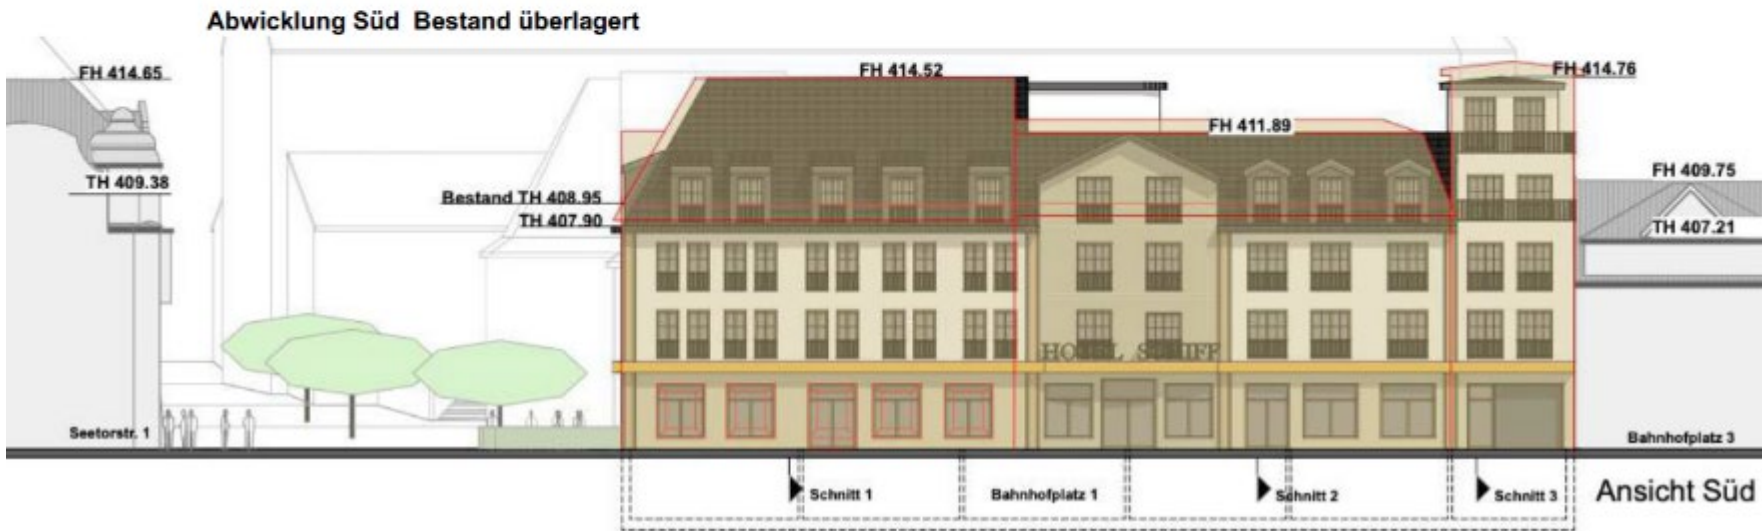 Abwicklung Süd Bestand überlagert
FH 414.65
FH 414.52
FH 414.76
FH 411.89
TH 409.38
FH 409.75
Bestand TH 408.95
TH 407.90
TH 407.21
HOTEL SCHIFF
Seetorstr. 1
Bahnhofplatz 3
Schnitt 1
Bahnhofplatz 1
Schnitt 2
Schnitt 3
Ansicht Süd